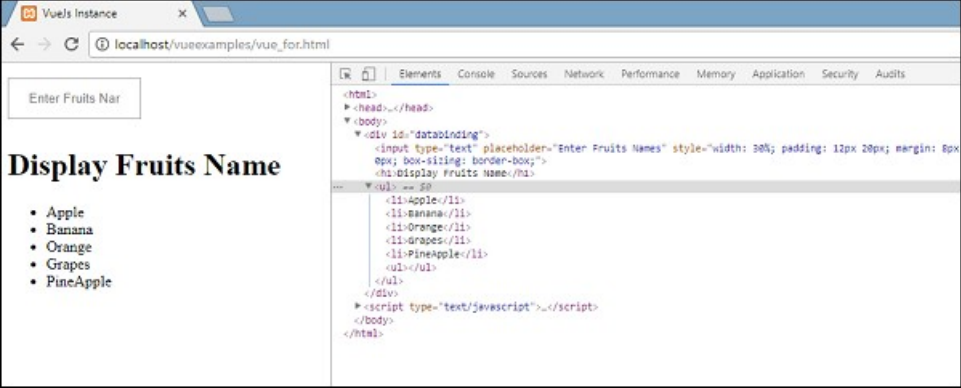 VueJs Instance
localhost/vueexamples/vue_for.html
Enter Fruits Nar
Display Fruits Name
Apple
Banana
Orange
Grapes
PineApple
Elements Console Sources Network Performance Memory Application Security Audits
<html>
<head>…</head>
<body>
<div id="databinding">
<input type="text" placeholder="Enter Fruits Names" style="width: 30%; padding: 12px 20px; margin: 8px
0px; box-sizing: border-box;">
<h1>Display Fruits Name</h1>
… <ul> == $0
<li>Apple</li>
<li>Banana</li>
<li>Orange</li>
<li>Grapes</li>
<li>PineApple</li>
<ul></ul>
</ul>
</div>
<script type="text/javascript">…</script>
</body>
</html>